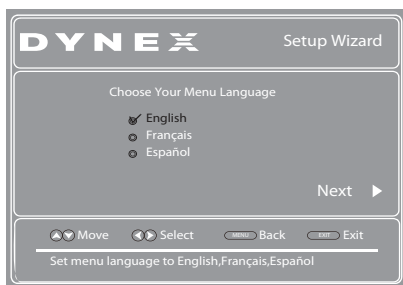 DYNEX Setup Wizard
Choose Your Menu Language
English
Français
Español
Next
Move Select MENU Back EXIT Exit
Set menu language to English,Français,Español